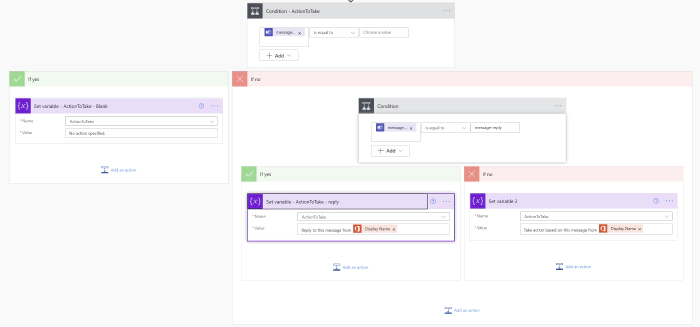 Condition - ActionToTake
message... x is equal to Choose a value
+ Add
If yes
If no
{x} Set variable - ActionToTake - Blank
* Name ActionToTake
* Value No action specified.
Add an action
Condition
message... x is equal to message-reply
+ Add
If yes
If no
{x} Set variable - ActionToTake - reply
* Name ActionToTake
* Value Reply to this message from Display Name x
Add an action
{x} Set variable 2
* Name ActionToTake
* Value Take action based on this message from Display Name x
Add an action
Add an action